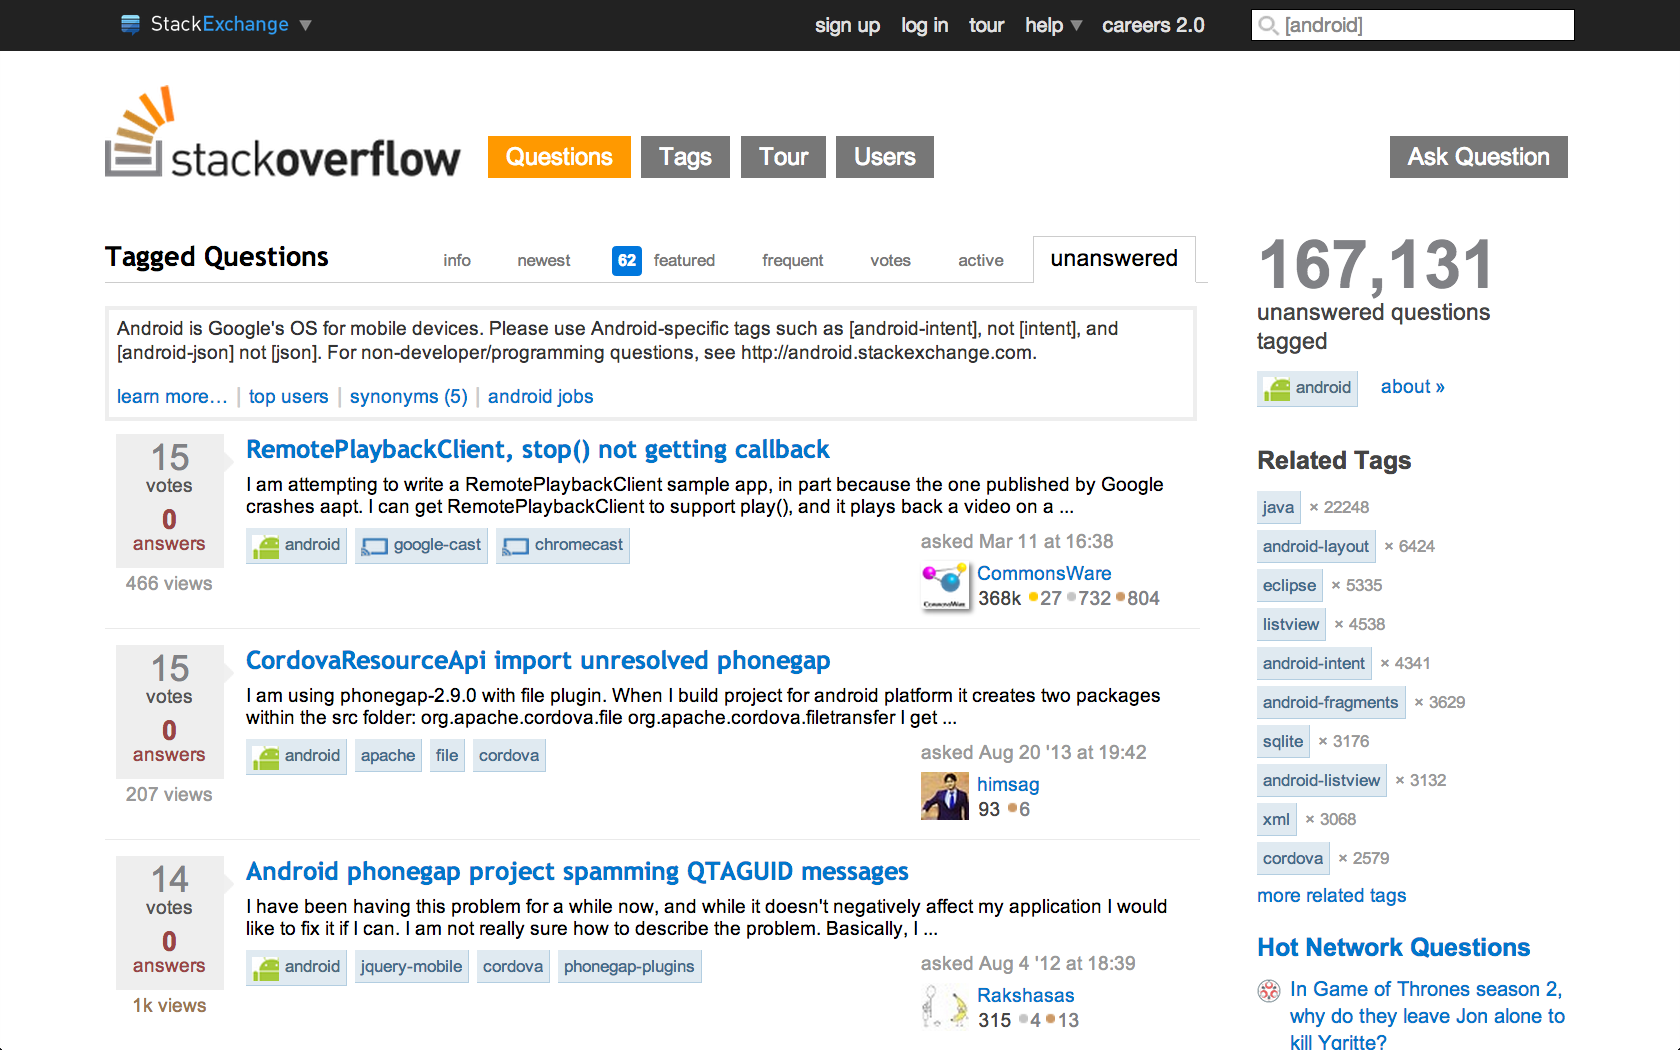 StackExchange
sign up log in tour help careers 2.0
[android]
stackoverflow
Questions Tags Tour Users
Ask Question
Tagged Questions
info newest 62 featured frequent votes active unanswered
Android is Google's OS for mobile devices. Please use Android-specific tags such as [android-intent], not [intent], and
[android-json] not [json]. For non-developer/programming questions, see http://android.stackexchange.com.
learn more… | top users | synonyms (5) | android jobs
15
votes
0
answers
466 views
RemotePlaybackClient, stop() not getting callback
I am attempting to write a RemotePlaybackClient sample app, in part because the one published by Google
crashes aapt. I can get RemotePlaybackClient to support play(), and it plays back a video on a ...
android google-cast chromecast
asked Mar 11 at 16:38
CommonsWare
CommonsWare
368k 27 732 804
15
votes
0
answers
207 views
CordovaResourceApi import unresolved phonegap
I am using phonegap-2.9.0 with file plugin. When I build project for android platform it creates two packages
within the src folder: org.apache.cordova.file org.apache.cordova.filetransfer I get ...
android apache file cordova
asked Aug 20 '13 at 19:42
himsag
93 6
14
votes
0
answers
1k views
Android phonegap project spamming QTAGUID messages
I have been having this problem for a while now, and while it doesn't negatively affect my application I would
like to fix it if I can. I am not really sure how to describe the problem. Basically, I ...
android jquery-mobile cordova phonegap-plugins
asked Aug 4 '12 at 18:39
Rakshasas
315 4 13
167,131
unanswered questions
tagged
android about »
Related Tags
java × 22248
android-layout × 6424
eclipse × 5335
listview × 4538
android-intent × 4341
android-fragments × 3629
sqlite × 3176
android-listview × 3132
xml × 3068
cordova × 2579
more related tags
Hot Network Questions
In Game of Thrones season 2,
why do they leave Jon alone to
kill Ygritte?